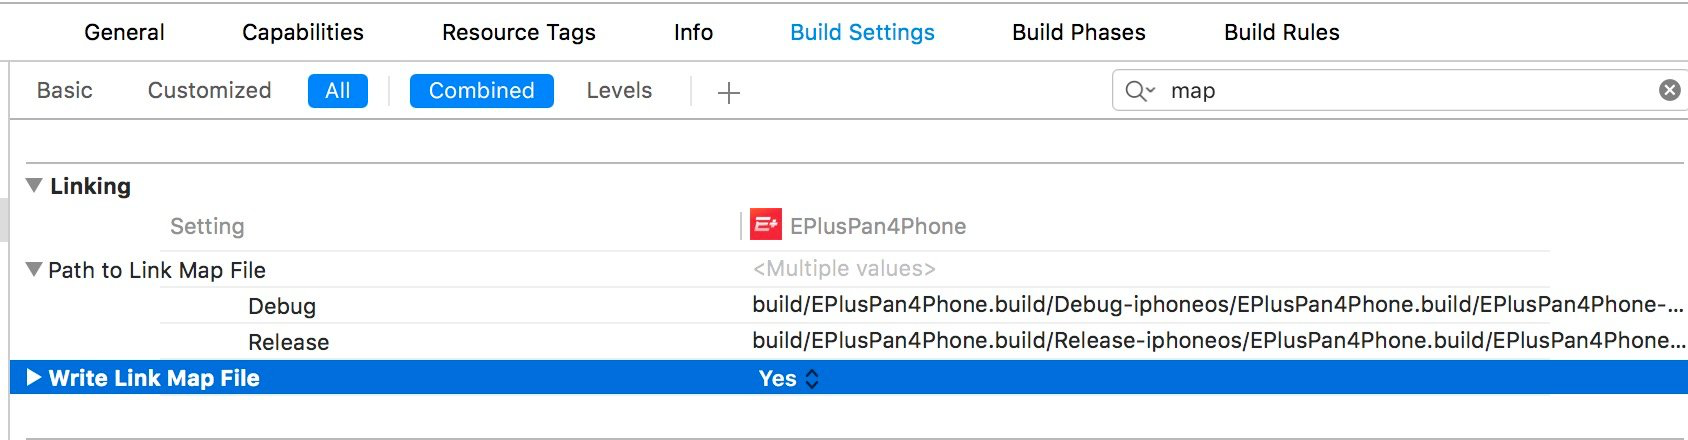 General Capabilities Resource Tags Info Build Settings Build Phases Build Rules
Basic Customized All Combined Levels + map
Linking
Setting E+ EPlusPan4Phone
Path to Link Map File <Multiple values>
Debug build/EPlusPan4Phone.build/Debug-iphoneos/EPlusPan4Phone.build/EPlusPan4Phone-...
Release build/EPlusPan4Phone.build/Release-iphoneos/EPlusPan4Phone.build/EPlusPan4Phone...
Write Link Map File Yes